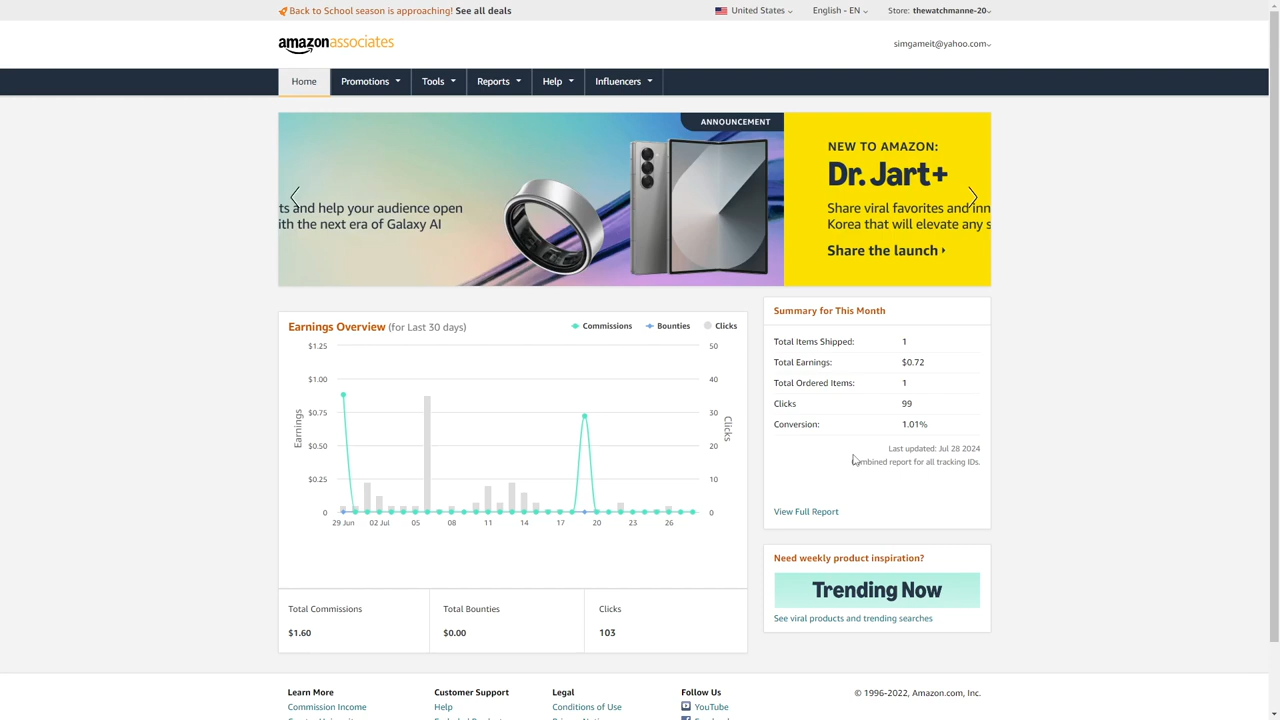 Back to School season is approaching! See all deals
United States
English - EN
Store: thewatchmanne-20
amazonassociates
simgameit@yahoo.com
Home
Promotions
Tools
Reports
Help
Influencers
ANNOUNCEMENT
ts and help your audience open
ith the next era of Galaxy AI
NEW TO AMAZON:
Dr. Jart+
Share viral favorites and inn
Korea that will elevate any s
Share the launch
Earnings Overview (for Last 30 days)
Commissions
Bounties
Clicks
$1.25
$1.00
$0.75
$0.50
$0.25
0
Earnings
50
40
30
20
10
0
Clicks
29 Jun
02 Jul
05
08
11
14
17
20
23
26
Total Commissions
$1.60
Total Bounties
$0.00
Clicks
103
Summary for This Month
Total Items Shipped: 1
Total Earnings: $0.72
Total Ordered Items: 1
Clicks 99
Conversion: 1.01%
Last updated: Jul 28 2024
Combined report for all tracking IDs.
View Full Report
Need weekly product inspiration?
Trending Now
See viral products and trending searches
Learn More
Commission Income
Customer Support
Help
Legal
Conditions of Use
Follow Us
YouTube
© 1996-2022, Amazon.com, Inc.